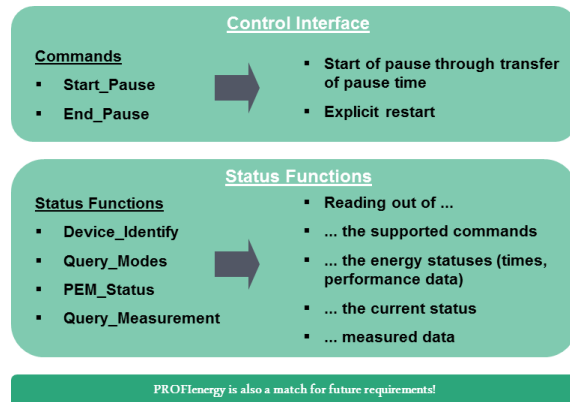 Control Interface
Commands
▪ Start_Pause
▪ End_Pause
▪ Start of pause through transfer
of pause time
▪ Explicit restart
Status Functions
Status Functions
▪ Device_Identify
▪ Query_Modes
▪ PEM_Status
▪ Query_Measurement
▪ Reading out of ...
▪ ... the supported commands
▪ ... the energy statuses (times,
performance data)
▪ ... the current status
▪ ... measured data
PROFIenergy is also a match for future requirements!